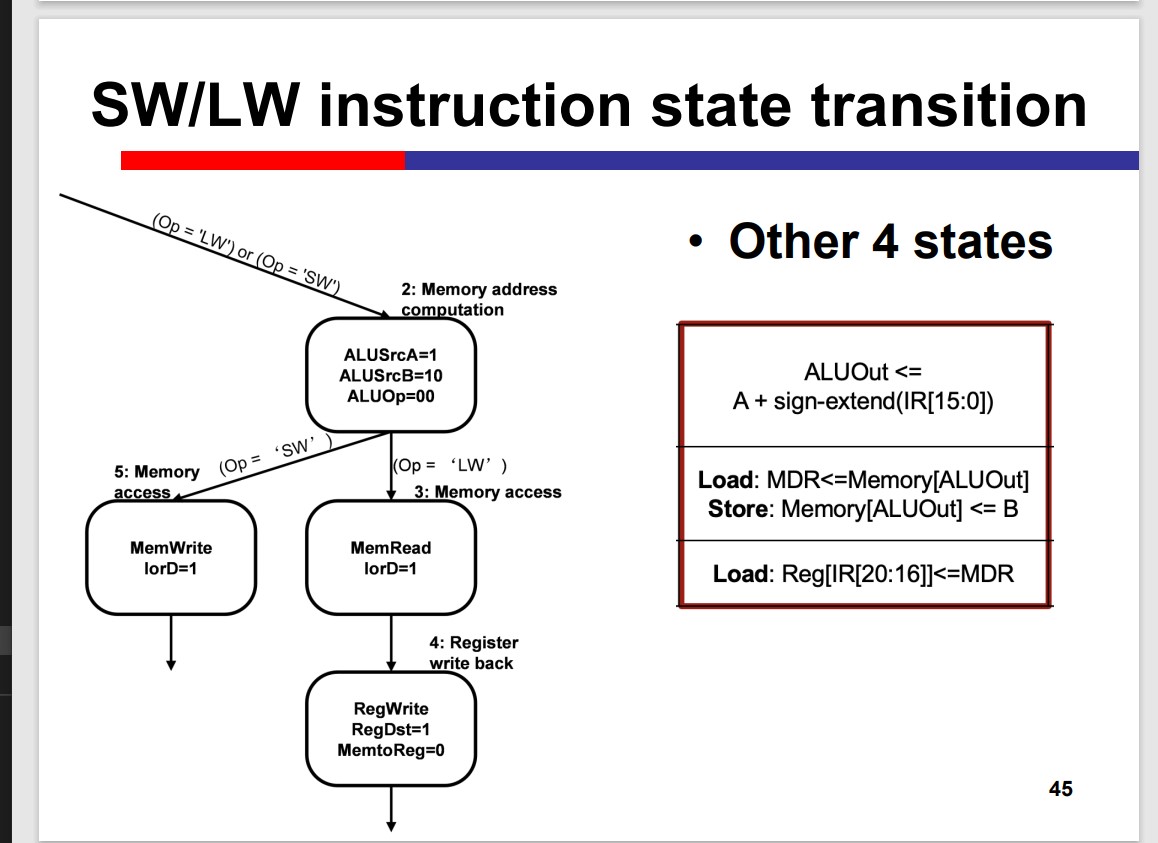 SW/LW instruction state transition
(Op = 'LW') or (Op = 'SW')
2: Memory address
computation
ALUSrcA=1
ALUSrcB=10
ALUOp=00
(Op = ‘SW’ )
(Op = ‘LW’ )
5: Memory
access
3: Memory access
MemWrite
IorD=1
MemRead
IorD=1
4: Register
write back
RegWrite
RegDst=1
MemtoReg=0
• Other 4 states
ALUOut <=
A + sign-extend(IR[15:0])
Load: MDR<=Memory[ALUOut]
Store: Memory[ALUOut] <= B
Load: Reg[IR[20:16]]<=MDR
45